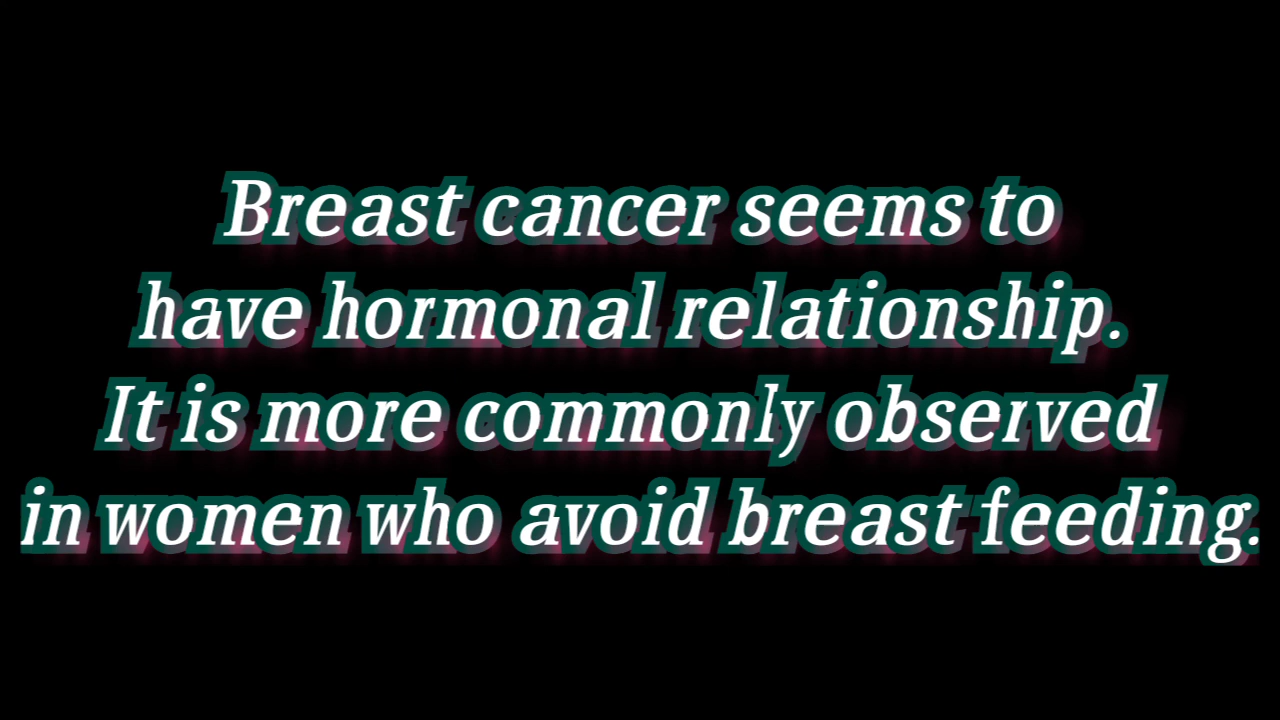 Breast cancer seems to
have hormonal relationship.
It is more commonly observed
in women who avoid breast feeding.